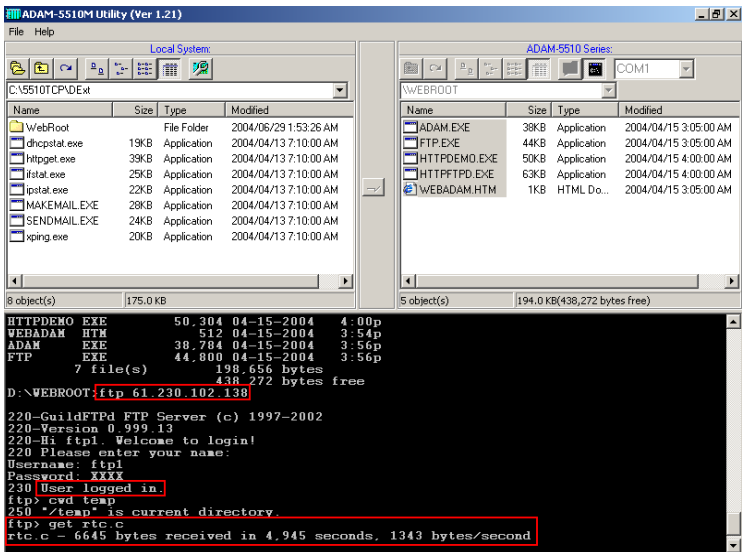 ADAM-5510M Utility (Ver 1.21)
File Help
Local System:
C:\5510TCP\DExt
Name Size Type Modified
WebRoot File Folder 2004/06/29 1:53:26 AM
dhcpstat.exe 19KB Application 2004/04/13 7:10:00 AM
httpget.exe 39KB Application 2004/04/13 7:10:00 AM
ifstat.exe 25KB Application 2004/04/13 7:10:00 AM
ipstat.exe 22KB Application 2004/04/13 7:10:00 AM
MAKEMAIL.EXE 28KB Application 2004/04/13 7:10:00 AM
SENDMAIL.EXE 24KB Application 2004/04/13 7:10:00 AM
xping.exe 20KB Application 2004/04/13 7:10:00 AM
8 object(s) 175.0 KB
ADAM-5510 Series:
COM1
\WEBROOT
Name Size Type Modified
ADAM.EXE 38KB Application 2004/04/15 3:05:00 AM
FTP.EXE 44KB Application 2004/04/15 3:05:00 AM
HTTPDEMO.EXE 50KB Application 2004/04/15 4:00:00 AM
HTTPFTPD.EXE 63KB Application 2004/04/15 4:00:00 AM
WEBADAM.HTM 1KB HTML Do... 2004/04/15 3:05:00 AM
5 object(s) 194.0 KB(438,272 bytes free)
HTTPDEMO EXE 50,304 04-15-2004 4:00p
WEBADAM HTM 512 04-15-2004 3:54p
ADAM EXE 38,784 04-15-2004 3:56p
FTP EXE 44,800 04-15-2004 3:56p
7 file(s) 198,656 bytes
438,272 bytes free
D:\WEBROOT>ftp 61.230.102.138
220-GuildFTPd FTP Server (c) 1997-2002
220-Version 0.999.13
220-Hi ftp1. Welcome to login!
220 Please enter your name:
Username: ftp1
Password: XXXX
230 User logged in.
ftp> cwd temp
250 "/temp" is current directory.
ftp> get rtc.c
rtc.c - 6645 bytes received in 4,945 seconds, 1343 bytes/second